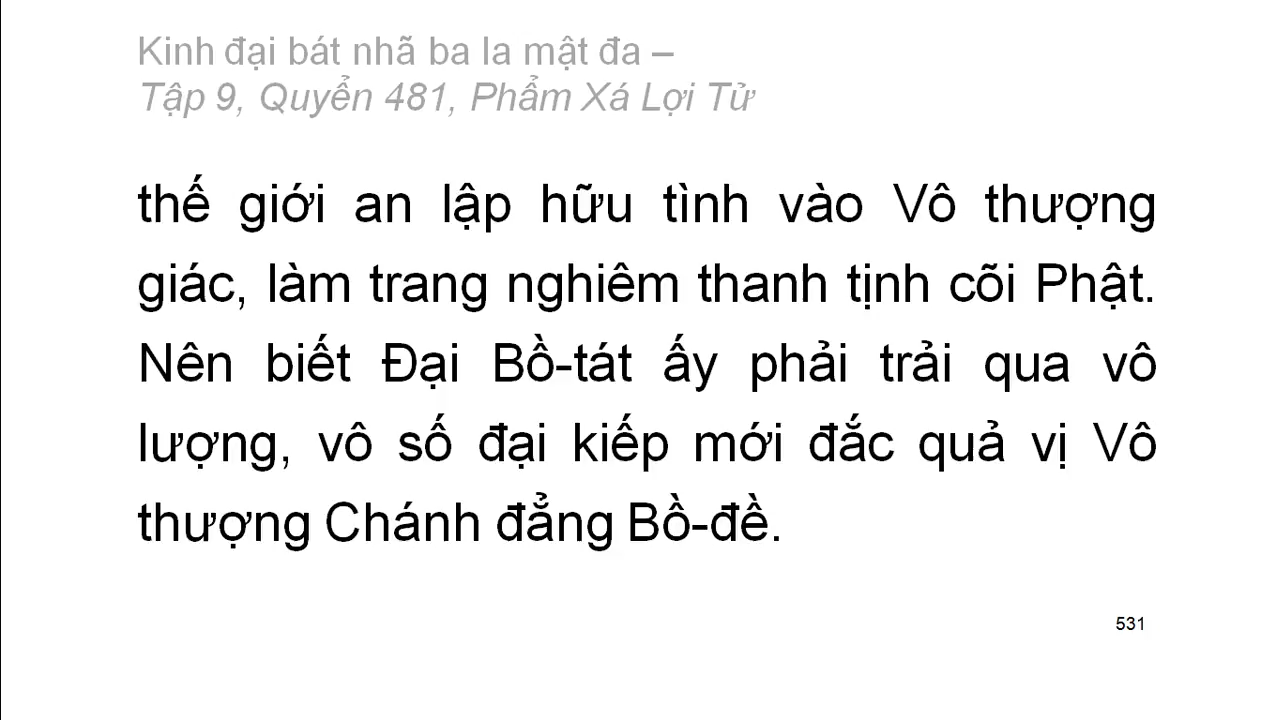 Kinh đại bát nhã ba la mật đa –
Tập 9, Quyển 481, Phẩm Xá Lợi Tử
thế giới an lập hữu tình vào Vô thượng
giác, làm trang nghiêm thanh tịnh cõi Phật.
Nên biết Đại Bồ-tát ấy phải trải qua vô
lượng, vô số đại kiếp mới đắc quả vị Vô
thượng Chánh đẳng Bồ-đề.
531